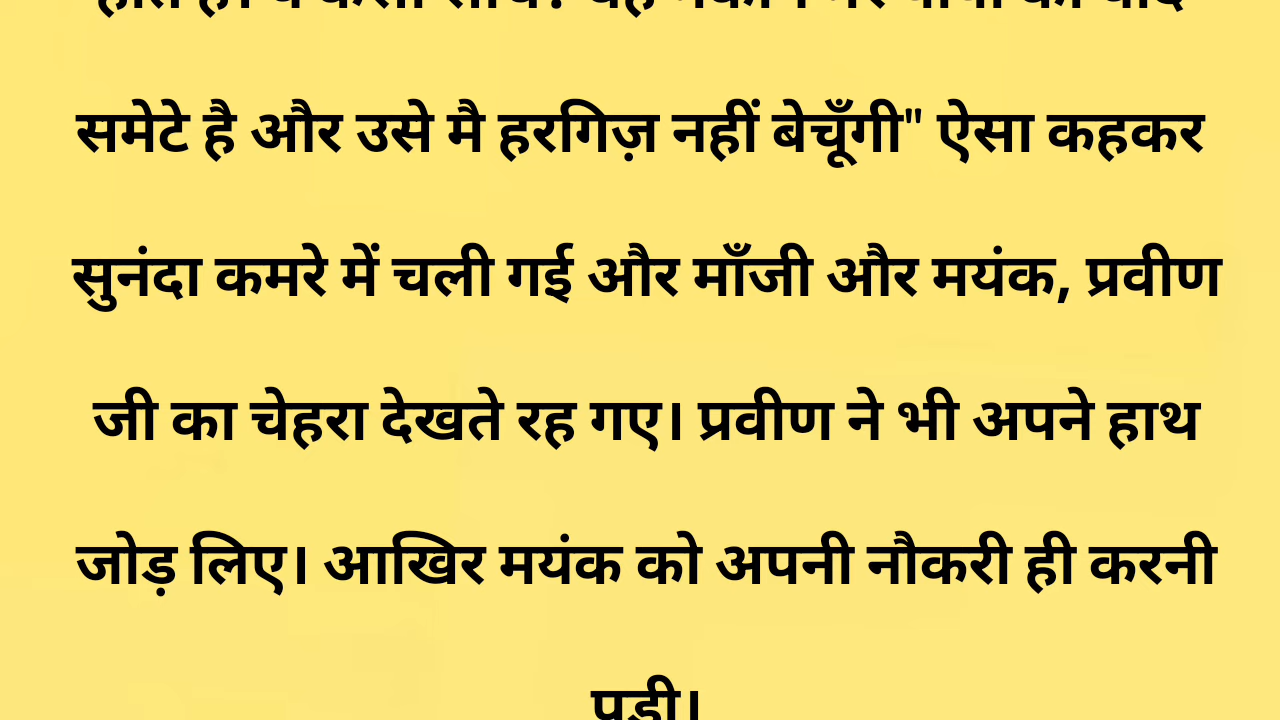 समेटे है और उसे मै हरगिज़ नहीं बेचूँगी" ऐसा कहकर
सुनंदा कमरे में चली गई और माँजी और मयंक, प्रवीण
जी का चेहरा देखते रह गए। प्रवीण ने भी अपने हाथ
जोड़ लिए। आखिर मयंक को अपनी नौकरी ही करनी
पड़ी।